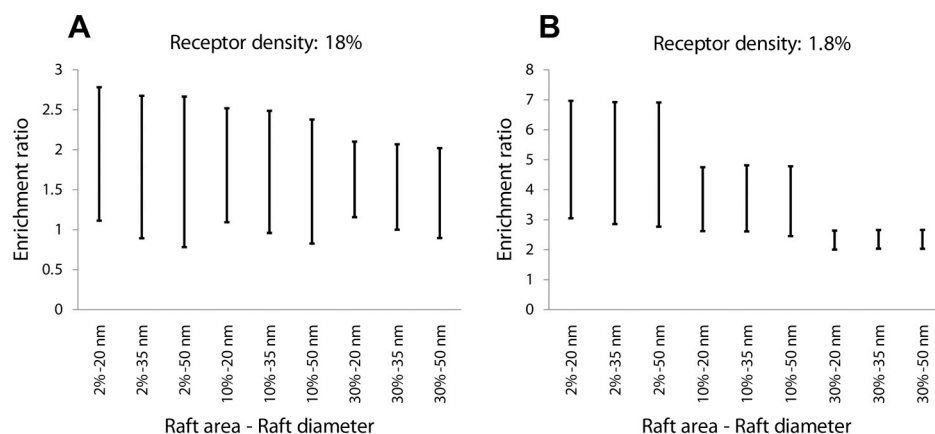 A
Receptor density: 18%
Enrichment ratio
3
2.5
2
1.5
1
0.5
0
2%-20 nm
2%-35 nm
2%-50 nm
10%-20 nm
10%-35 nm
10%-50 nm
30%-20 nm
30%-35 nm
30%-50 nm
Raft area - Raft diameter
B
Receptor density: 1.8%
Enrichment ratio
8
7
6
5
4
3
2
1
0
2%-20 nm
2%-35 nm
2%-50 nm
10%-20 nm
10%-35 nm
10%-50 nm
30%-20 nm
30%-35 nm
30%-50 nm
Raft area - Raft diameter